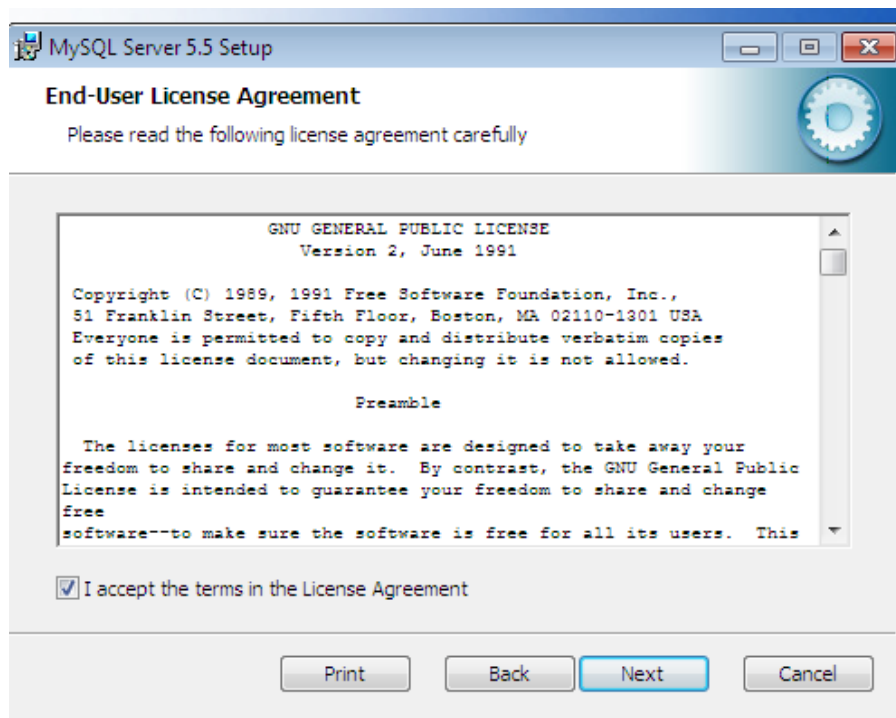 MySQL Server 5.5 Setup
End-User License Agreement
Please read the following license agreement carefully
GNU GENERAL PUBLIC LICENSE
Version 2, June 1991
Copyright (C) 1989, 1991 Free Software Foundation, Inc.,
51 Franklin Street, Fifth Floor, Boston, MA 02110-1301 USA
Everyone is permitted to copy and distribute verbatim copies
of this license document, but changing it is not allowed.
Preamble
The licenses for most software are designed to take away your
freedom to share and change it.  By contrast, the GNU General Public
License is intended to guarantee your freedom to share and change
free
software--to make sure the software is free for all its users.  This
I accept the terms in the License Agreement
Print Back Next Cancel